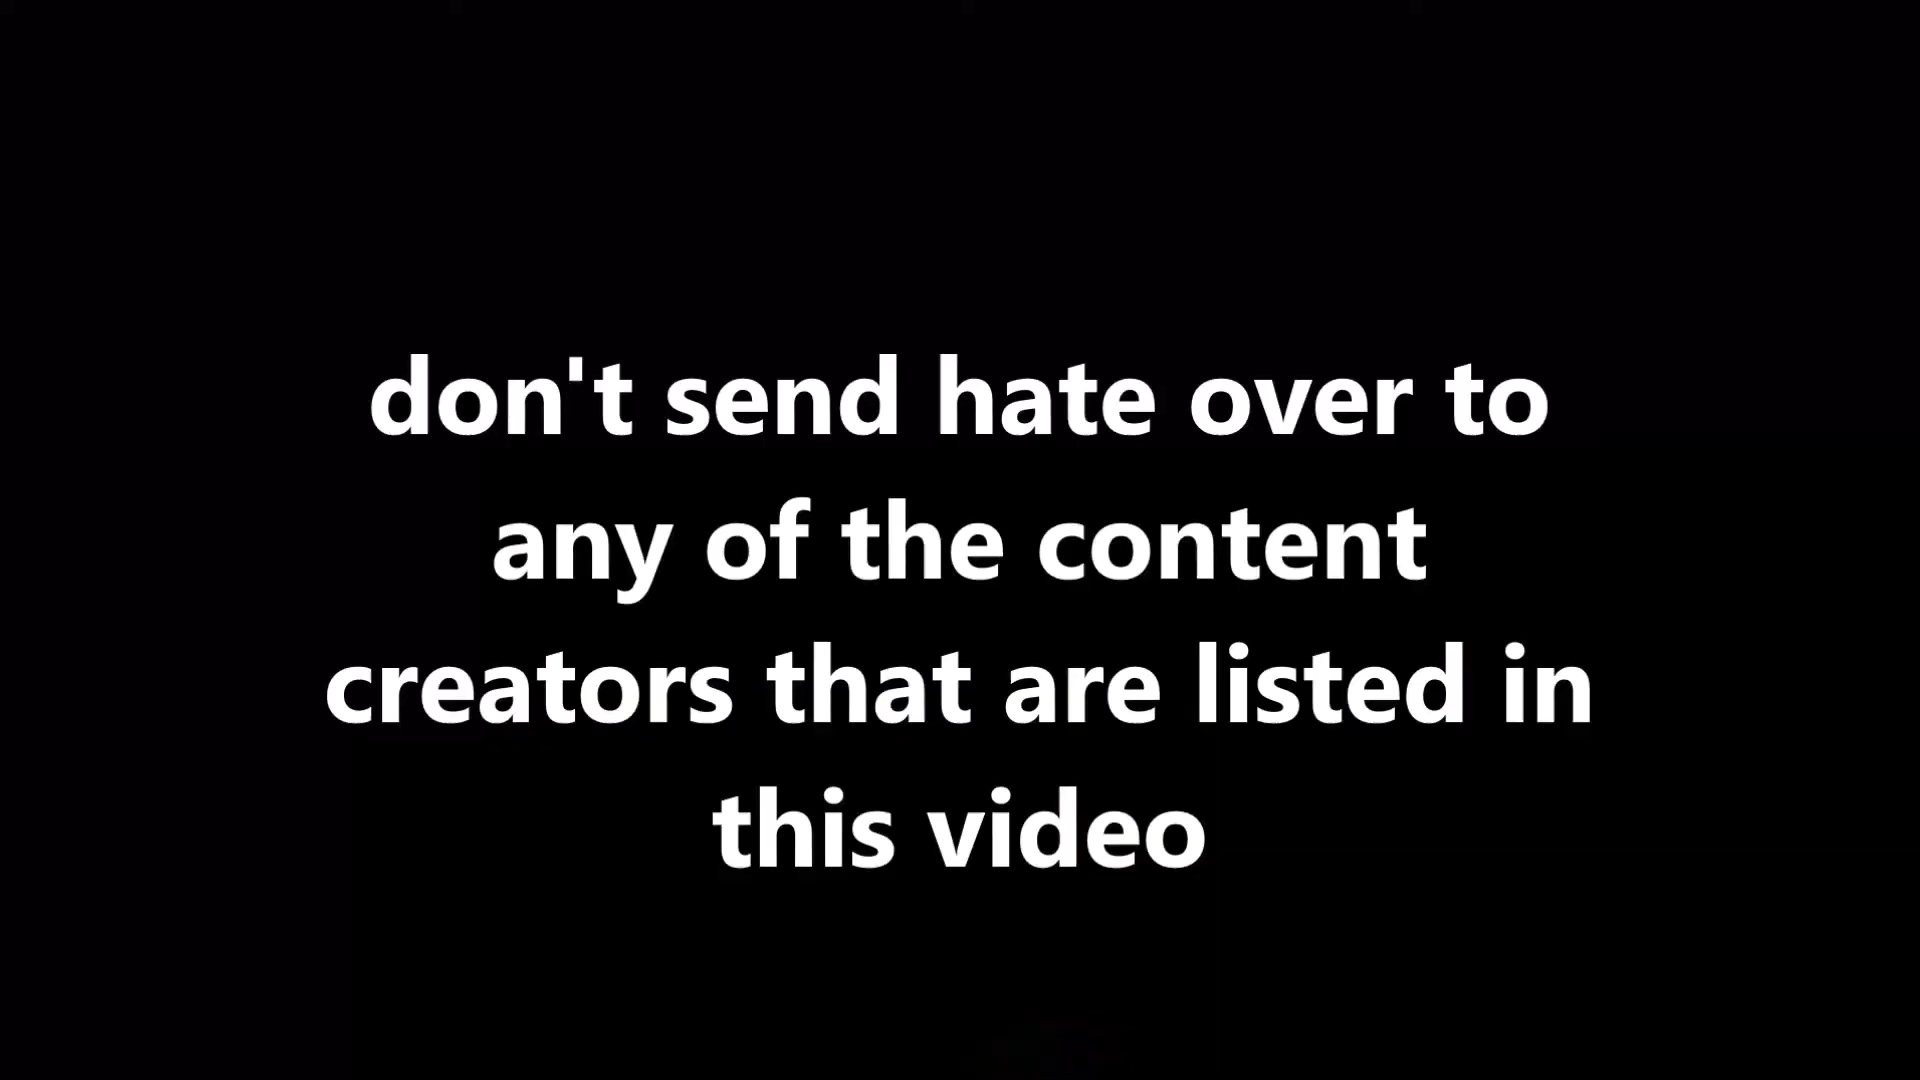 don't send hate over to
any of the content
creators that are listed in
this video